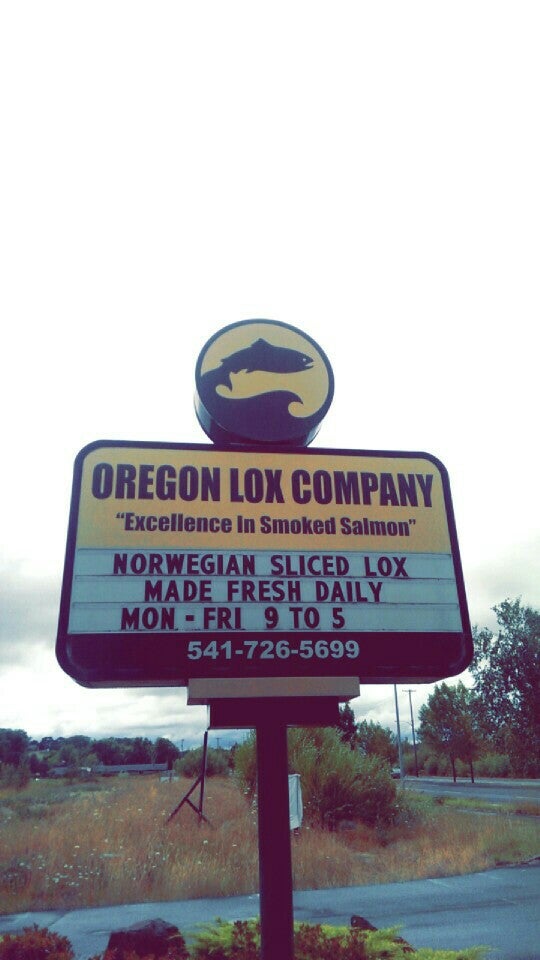 OREGON LOX COMPANY
"Excellence In Smoked Salmon"
NORWEGIAN SLICED LOX
MADE FRESH DAILY
MON - FRI 9 TO 5
541-726-5699